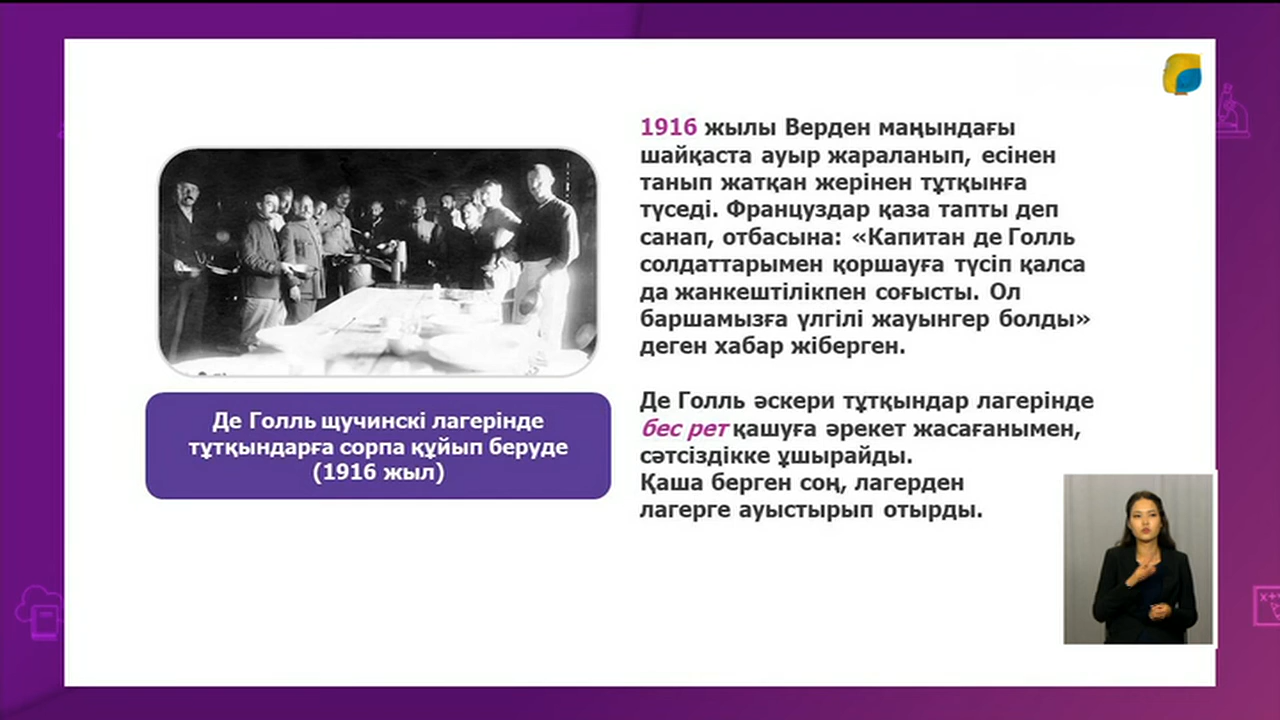 1916 жылы Верден маңындағы
шайқаста ауыр жараланып, есінен
танып жатқан жерінен тұтқынға
түседі. Француздар қаза тапты деп
санап, отбасына: «Капитан де Голль
солдаттарымен қоршауға түсіп қалса
да жанкештілікпен соғысты. Ол
баршамызға үлгілі жауынгер болды»
деген хабар жіберген.
Де Голль әскери тұтқындар лагерінде
бес рет қашуға әрекет жасағанымен,
сәтсіздікке ұшырайды.
Қаша берген соң, лагерден
лагерге ауыстырып отырды.
Де Голль щучинскі лагерінде
тұтқындарға сорпа құйып беруде
(1916 жыл)